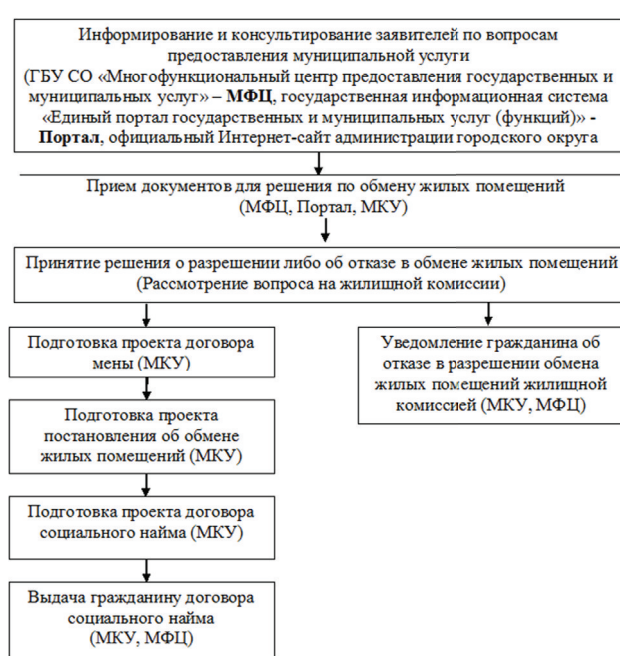 Информирование и консультирование заявителей по вопросам
предоставления муниципальной услуги
(ГБУ СО «Многофункциональный центр предоставления государственных и
муниципальных услуг» – МФЦ, государственная информационная система
«Единый портал государственных и муниципальных услуг (функций)» -
Портал, официальный Интернет-сайт администрации городского округа
Прием документов для решения по обмену жилых помещений
(МФЦ, Портал, МКУ)
Принятие решения о разрешении либо об отказе в обмене жилых помещений
(Рассмотрение вопроса на жилищной комиссии)
Подготовка проекта договора
мены (МКУ)
Подготовка проекта
постановления об обмене
жилых помещений (МКУ)
Подготовка проекта договора
социального найма (МКУ)
Выдача гражданину договора
социального найма
(МКУ, МФЦ)
Уведомление гражданина об
отказе в разрешении обмена
жилых помещений жилищной
комиссией (МКУ, МФЦ)